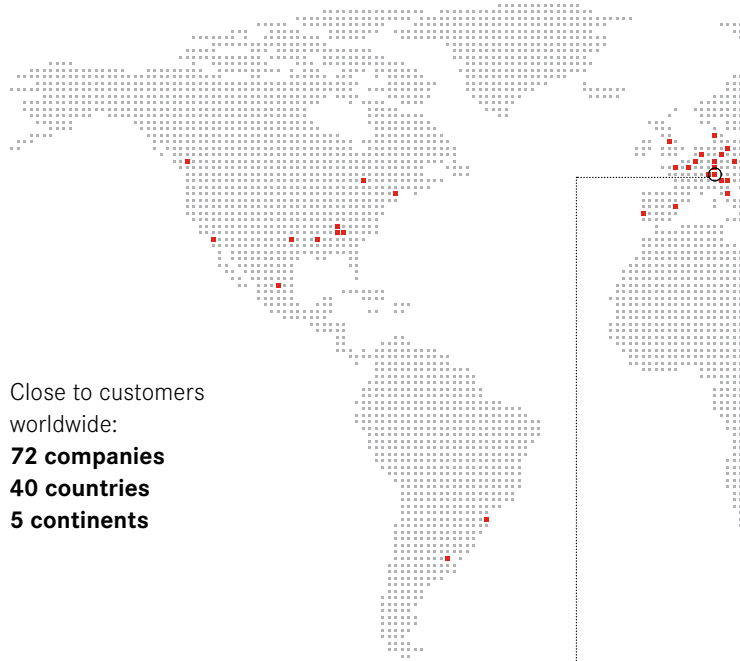 Close to customers
worldwide:
72 companies
40 countries
5 continents